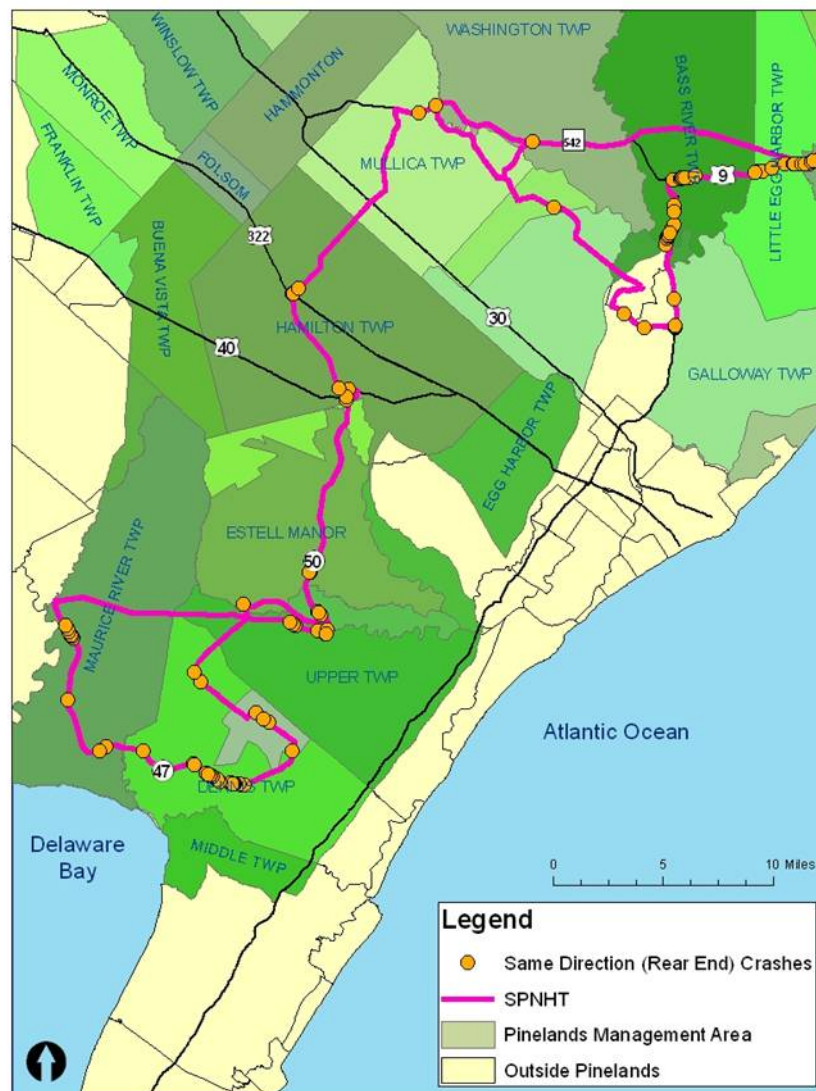 WASHINGTON TWP
WINSLOW TWP
BASS RIVER TWP
MONROE TWP
HAMMONTON
LITTLE EGG HARBOR TWP
FRANKLIN TWP
FOLSOM
MULLICA TWP
542
9
BUENA VISTA TWP
322
HAMILTON TWP
30
40
GALLOWAY TWP
EGG HARBOR TWP
ESTELL MANOR
50
MAURICE RIVER TWP
UPPER TWP
Atlantic Ocean
47
DENNIS TWP
Delaware
Bay
MIDDLE TWP
0 5 10 Miles
Legend
Same Direction (Rear End) Crashes
SPNHT
Pinelands Management Area
Outside Pinelands